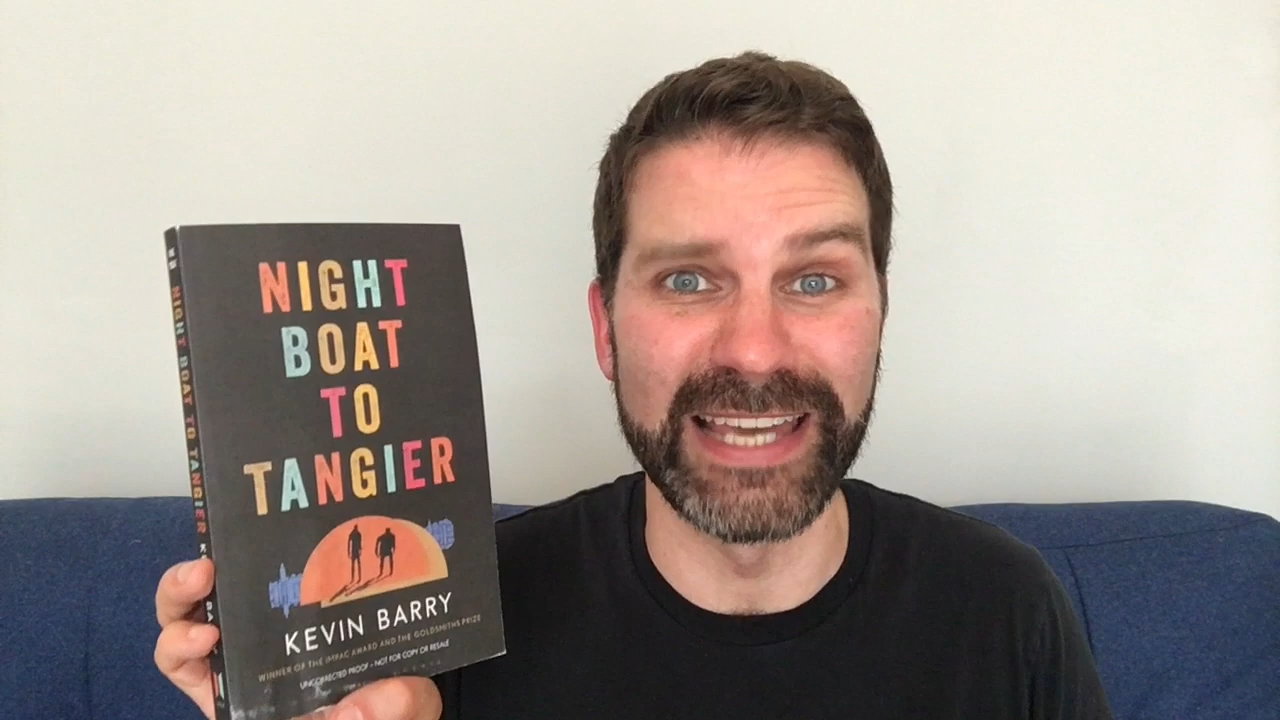 NIGHT
BOAT
TO
TANGIER
KEVIN BARRY
WINNER OF THE IMPAC AWARD AND THE GOLDSMITHS PRIZE
UNCORRECTED PROOF - NOT FOR COPY OR RESALE
NIGHT BOAT TO TANGIER